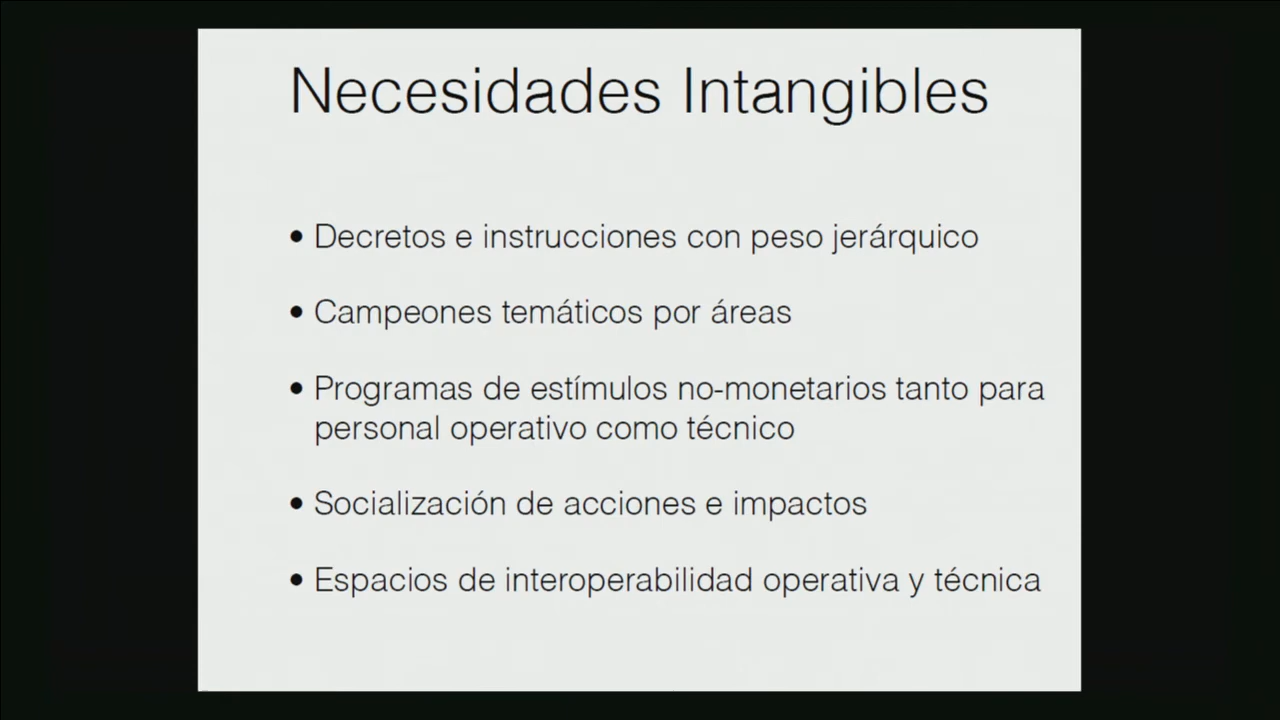 Necesidades Intangibles
• Decretos e instrucciones con peso jerárquico
• Campeones temáticos por áreas
• Programas de estímulos no-monetarios tanto para
personal operativo como técnico
• Socialización de acciones e impactos
• Espacios de interoperabilidad operativa y técnica